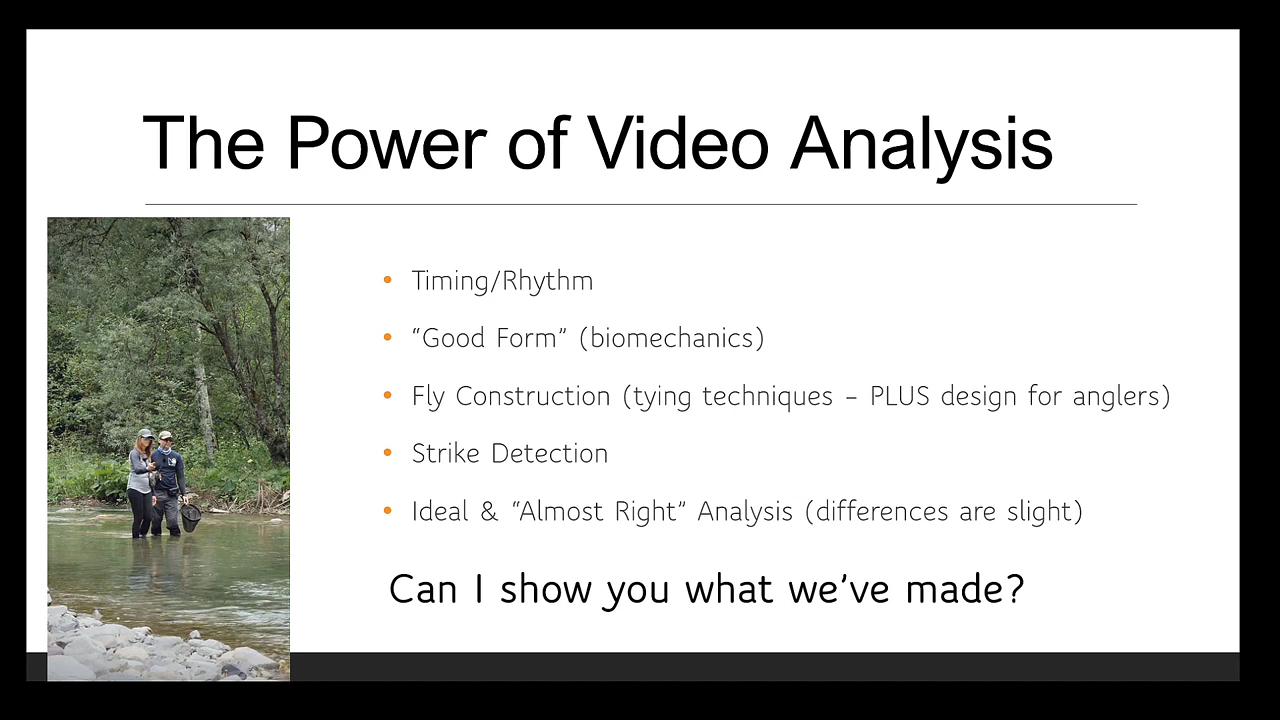 The Power of Video Analysis
• Timing/Rhythm
• “Good Form” (biomechanics)
• Fly Construction (tying techniques – PLUS design for anglers)
• Strike Detection
• Ideal & “Almost Right” Analysis (differences are slight)
Can I show you what we’ve made?